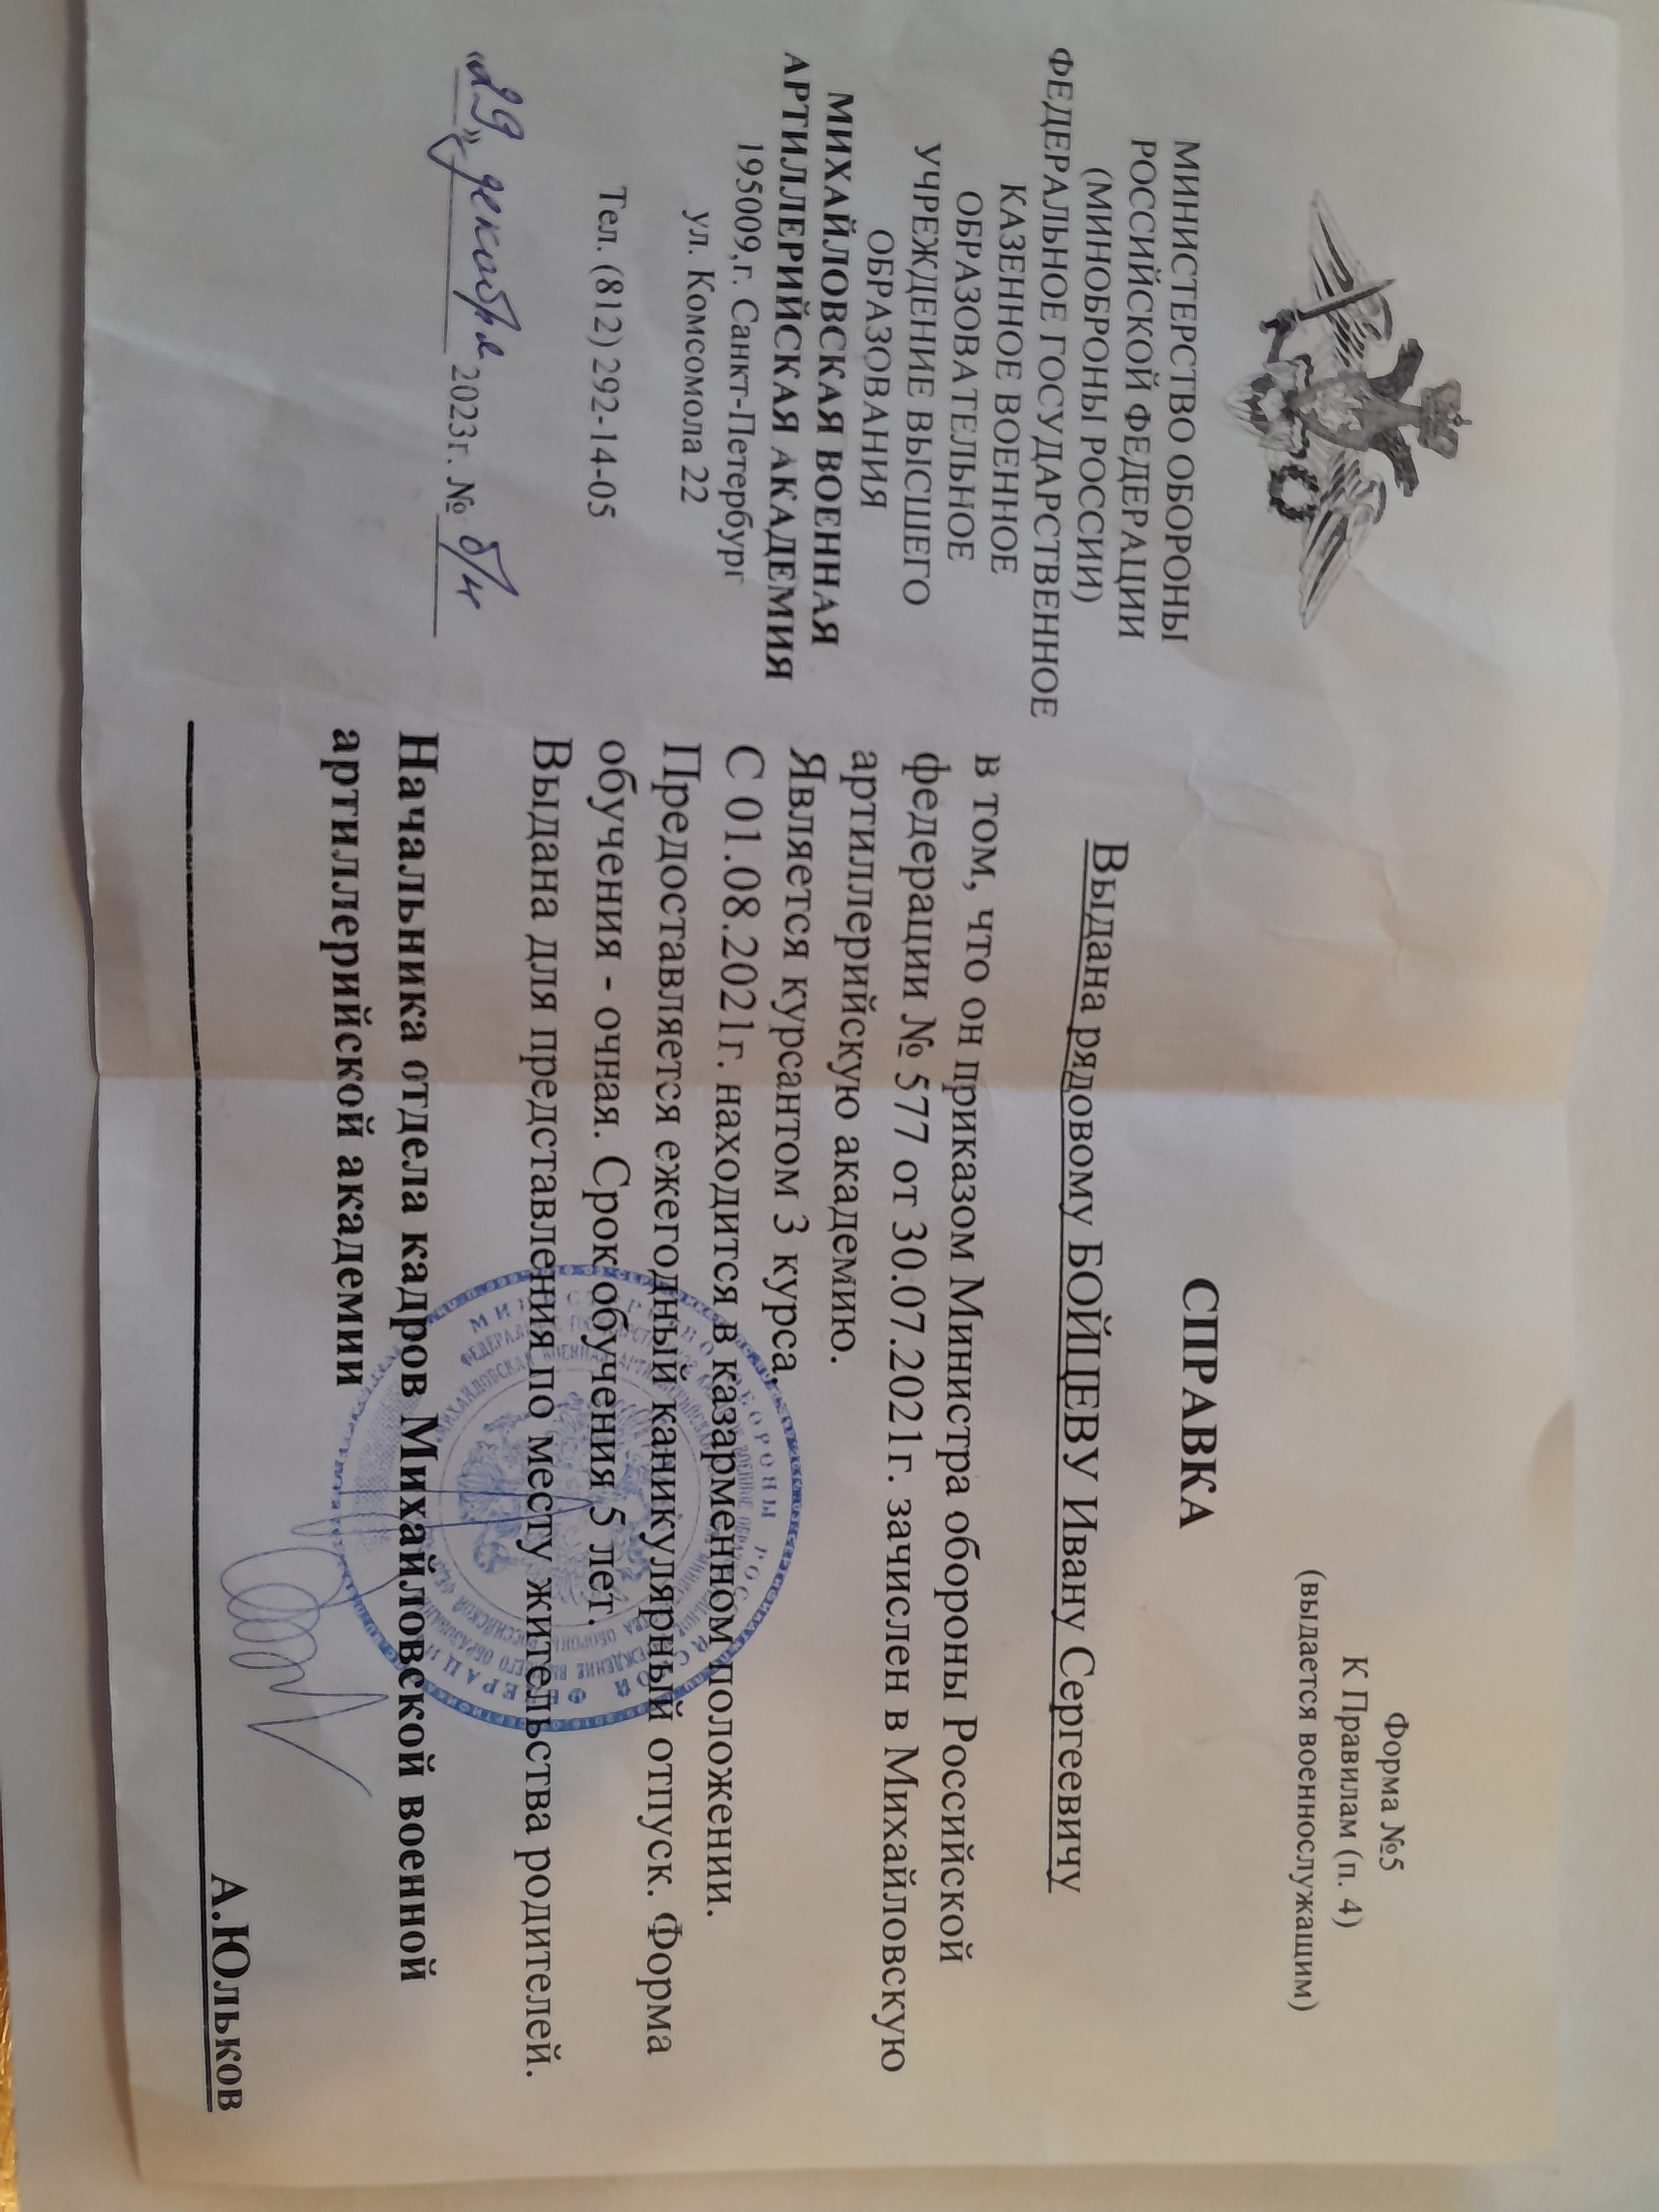 МИНИСТЕРСТВО ОБОРОНЫ
РОССИЙСКОЙ ФЕДЕРАЦИИ
(МИНОБРОНЫ РОССИИ)
ФЕДЕРАЛЬНОЕ ГОСУДАРСТВЕННОЕ
КАЗЕННОЕ ВОЕННОЕ
ОБРАЗОВАТЕЛЬНОЕ
УЧРЕЖДЕНИЕ ВЫСШЕГО
ОБРАЗОВАНИЯ
МИХАЙЛОВСКАЯ ВОЕННАЯ
АРТИЛЛЕРИЙСКАЯ АКАДЕМИЯ
195009,г. Санкт-Петербург
ул. Комсомола 22
Тел. (812) 292-14-05
"29" декабря 2023г. № б/н
Форма №5
К Правилам (п. 4)
(выдается военнослужащим)
СПРАВКА
Выдана рядовому БОЙЦЕВУ Ивану Сергеевичу
в том, что он приказом Министра обороны Российской
федерации № 577 от 30.07.2021г. зачислен в Михайловскую
артиллерийскую академию.
Является курсантом 3 курса.
С 01.08.2021г. находится в казарменном положении.
Предоставляется ежегодный каникулярный отпуск. Форма
обучения - очная. Срок обучения 5 лет.
Выдана для представления по месту жительства родителей.
Начальника отдела кадров Михайловской военной
артиллерийской академии
А.Юльков